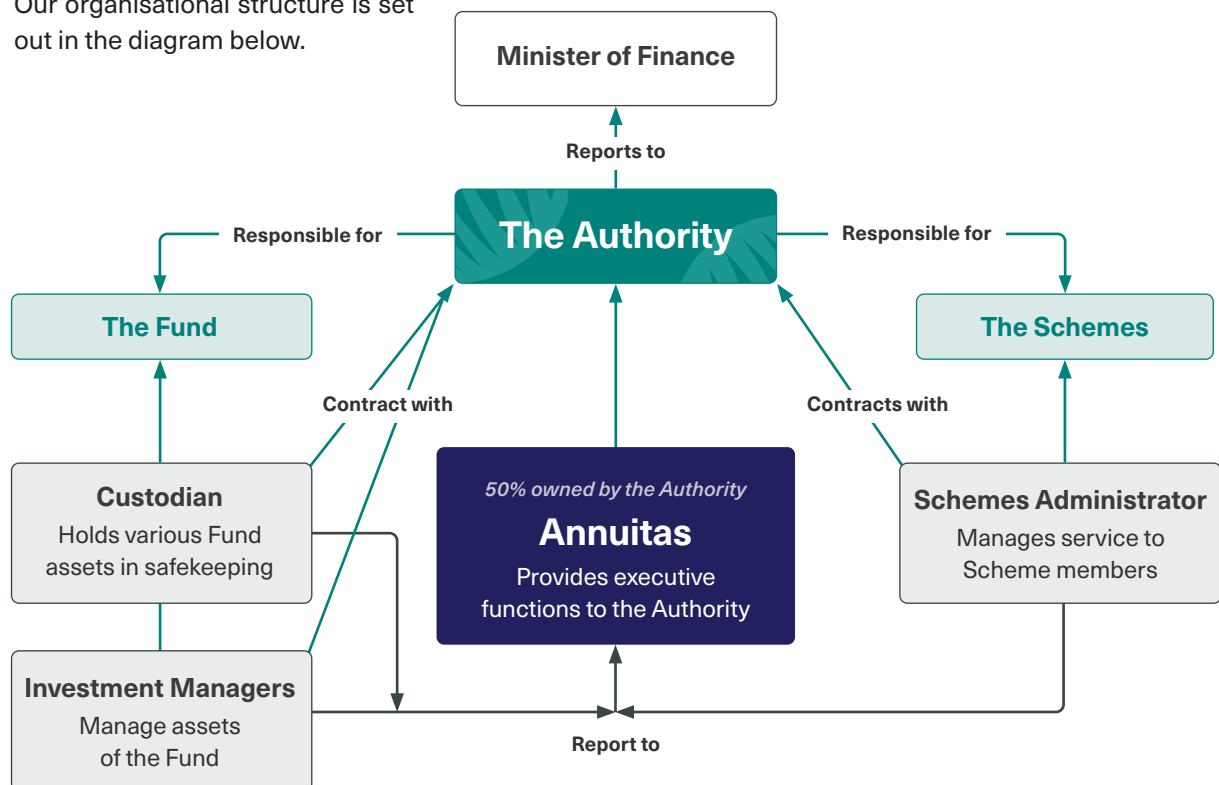 Our organisational structure is set
out in the diagram below.
Minister of Finance
Reports to
The Authority
Responsible for
Responsible for
The Fund
The Schemes
Contract with
Contracts with
Custodian
Holds various Fund
assets in safekeeping
50% owned by the Authority
Annuitas
Provides executive
functions to the Authority
Schemes Administrator
Manages service to
Scheme members
Investment Managers
Manage assets
of the Fund
Report to